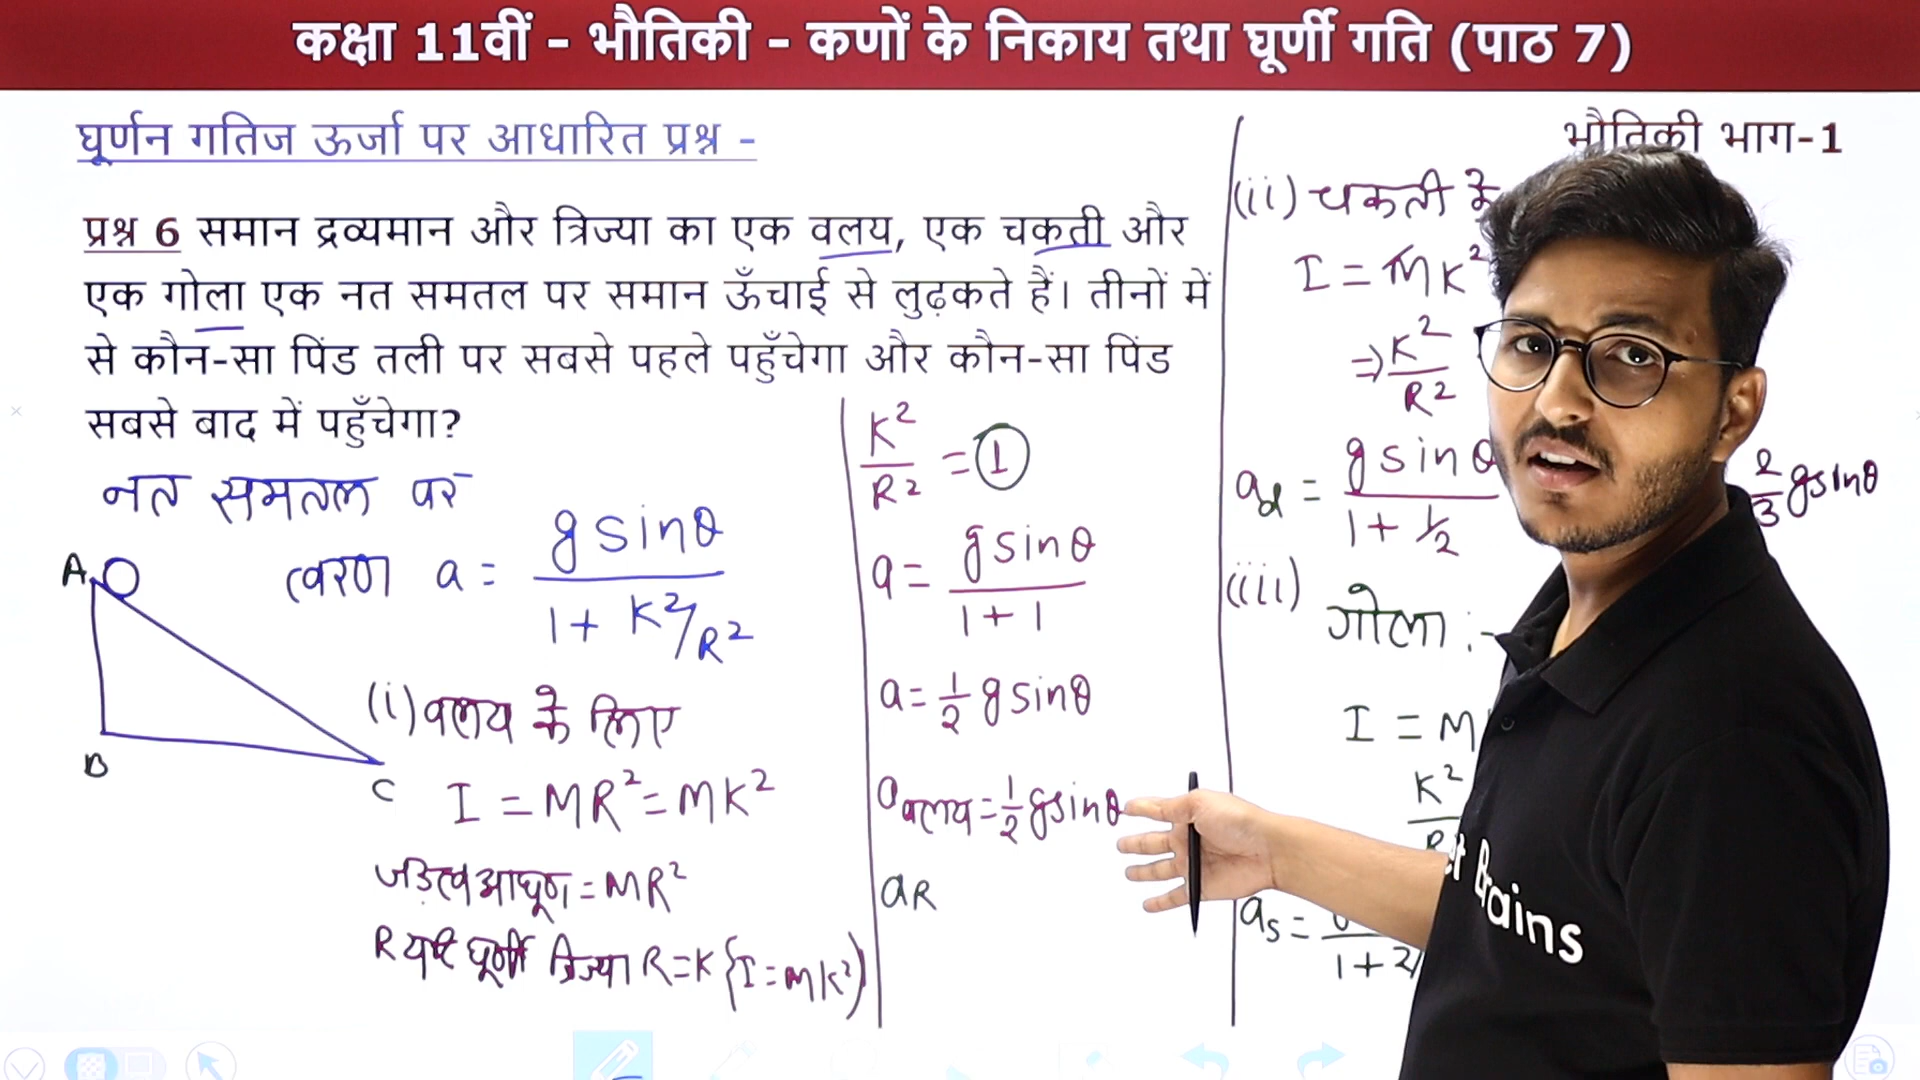 कक्षा 11वीं - भौतिकी - कणों के निकाय तथा घूर्णी गति (पाठ 7)
घूर्णन गतिज ऊर्जा पर आधारित प्रश्न -
भौतिकी भाग-1
प्रश्न 6 समान द्रव्यमान और त्रिज्या का एक वलय, एक चकती और
एक गोला एक नत समतल पर समान ऊँचाई से लुढ़कते हैं। तीनों में
से कौन-सा पिंड तली पर सबसे पहले पहुँचेगा और कौन-सा पिंड
सबसे बाद में पहुँचेगा?
नत समतल पर
त्वरण a = g sinθ / 1 + K²/R²
A
B
C
(i) वलय के लिए
I = MR² = MK²
जड़त्व आघूर्ण = MR²
R यदि घूर्णी त्रिज्या R = K {I = MK²}
K²/R² = 1
a = g sinθ / 1 + 1
a = 1/2 g sinθ
a वलय = 1/2 g sinθ
aR
(ii) चकती के
I = MK²
⇒ K²/R²
ad = g sinθ / 1 + 1/2
2/3 g sinθ
(iii)
गोला :-
I = M
K²
R
as =
1 + 2/
Brains